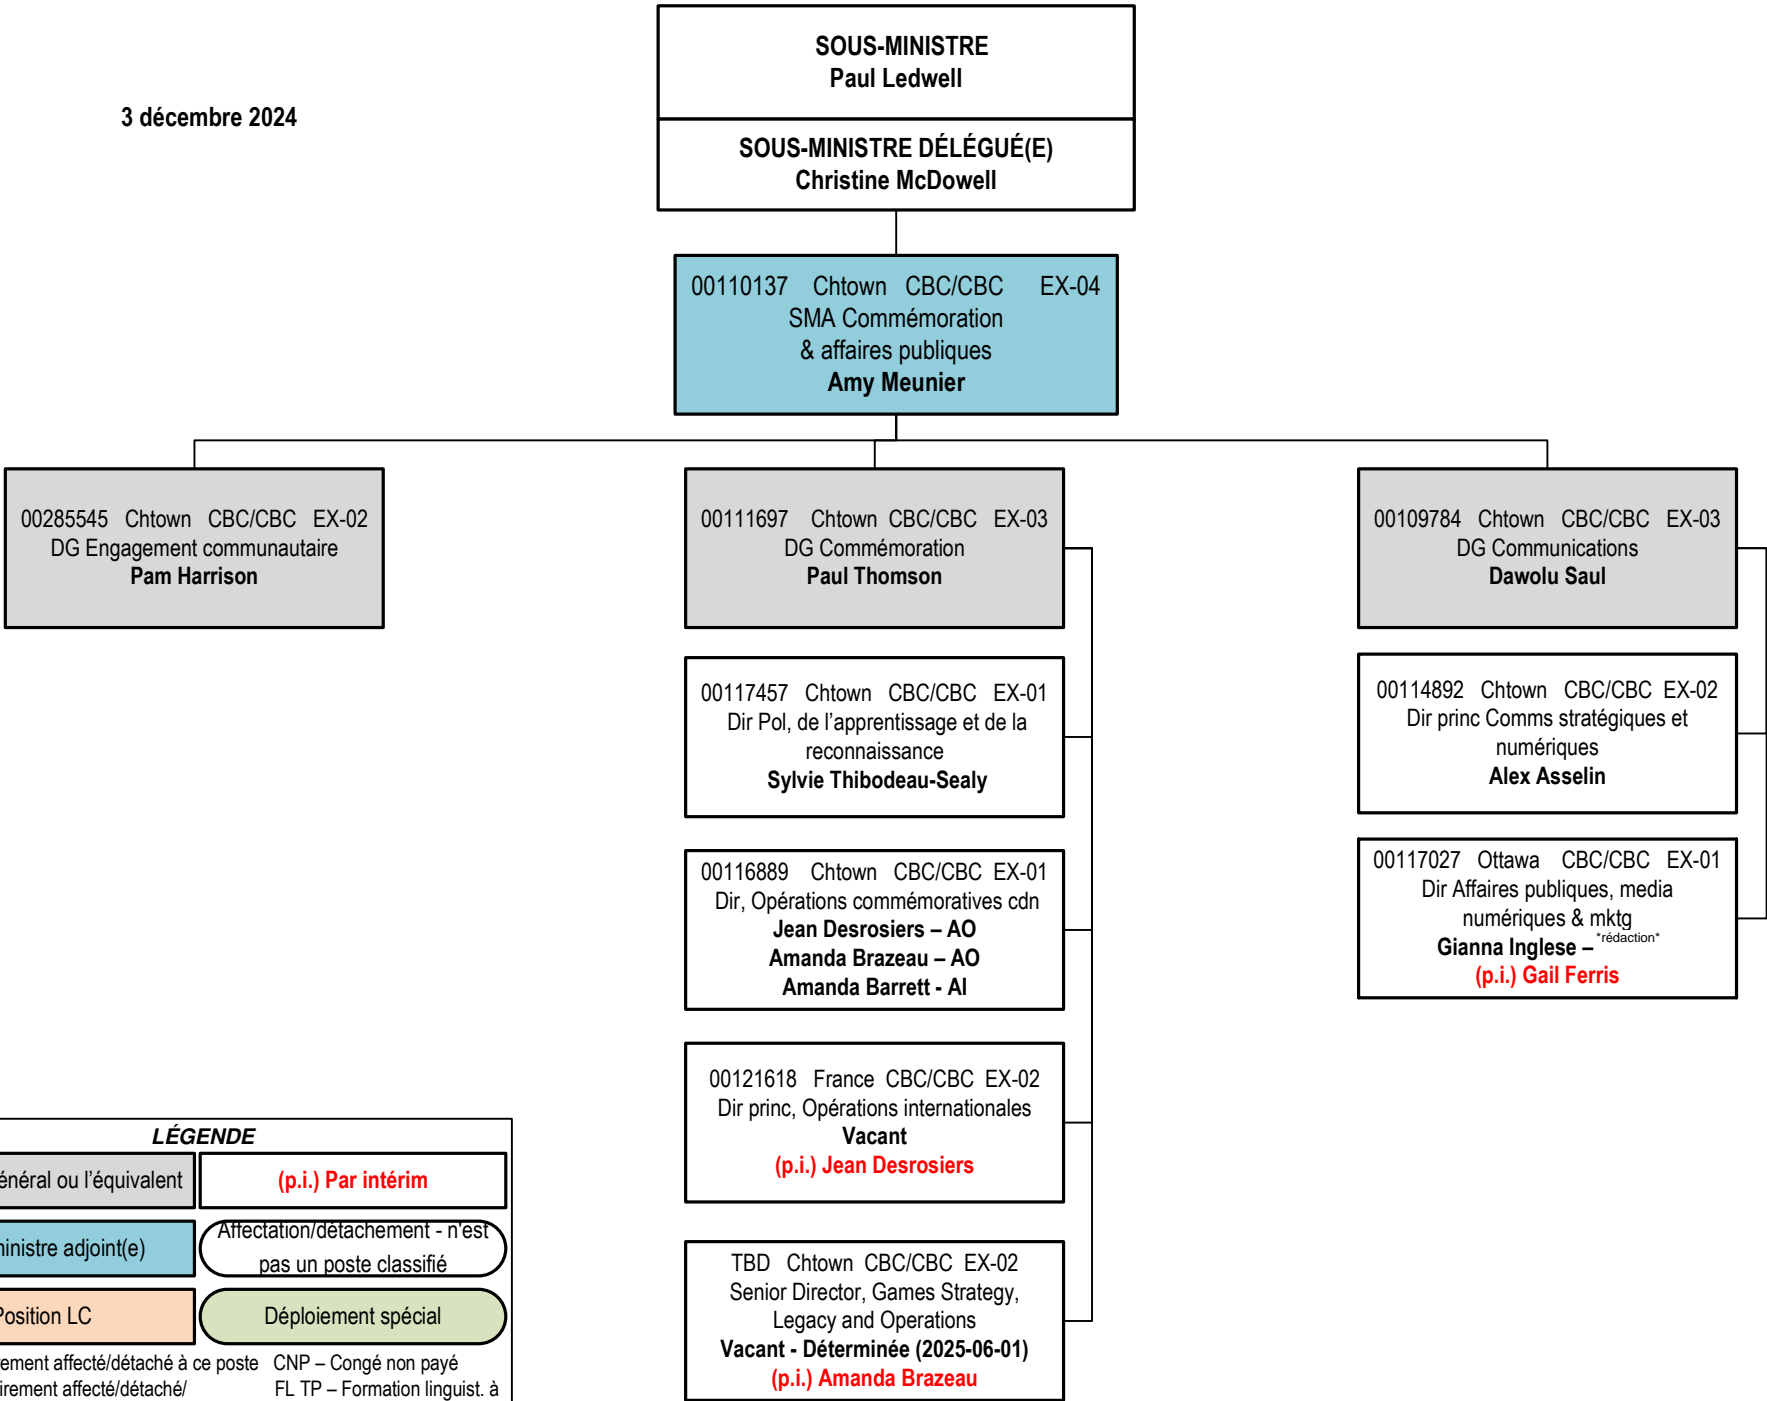 3 décembre 2024
SOUS-MINISTRE
Paul Ledwell
SOUS-MINISTRE DÉLÉGUÉ(E)
Christine McDowell
00110137 Chtown CBC/CBC EX-04
SMA Commémoration
& affaires publiques
Amy Meunier
00285545 Chtown CBC/CBC EX-02
DG Engagement communautaire
Pam Harrison
00111697 Chtown CBC/CBC EX-03
DG Commémoration
Paul Thomson
00117457 Chtown CBC/CBC EX-01
Dir Pol, de l'apprentissage et de la
reconnaissance
Sylvie Thibodeau-Sealy
00116889 Chtown CBC/CBC EX-01
Dir, Opérations commémoratives cdn
Jean Desrosiers – AO
Amanda Brazeau – AO
Amanda Barrett - AI
00121618 France CBC/CBC EX-02
Dir princ, Opérations internationales
Vacant
(p.i.) Jean Desrosiers
TBD Chtown CBC/CBC EX-02
Senior Director, Games Strategy,
Legacy and Operations
Vacant - Déterminée (2025-06-01)
(p.i.) Amanda Brazeau
00109784 Chtown CBC/CBC EX-03
DG Communications
Dawolu Saul
00114892 Chtown CBC/CBC EX-02
Dir princ Comms stratégiques et
numériques
Alex Asselin
00117027 Ottawa CBC/CBC EX-01
Dir Affaires publiques, media
numériques & mktg
Gianna Inglese – *rédaction*
(p.i.) Gail Ferris
LÉGENDE
ou l'équivalent
(p.i.) Par intérim
adjoint(e)
Affectation/détachement - n'est
pas un poste classifié
Position LC
Déploiement spécial
affecté/détaché à ce poste CNP – Congé non payé
affecté/détaché/ FL TP – Formation linguist. à